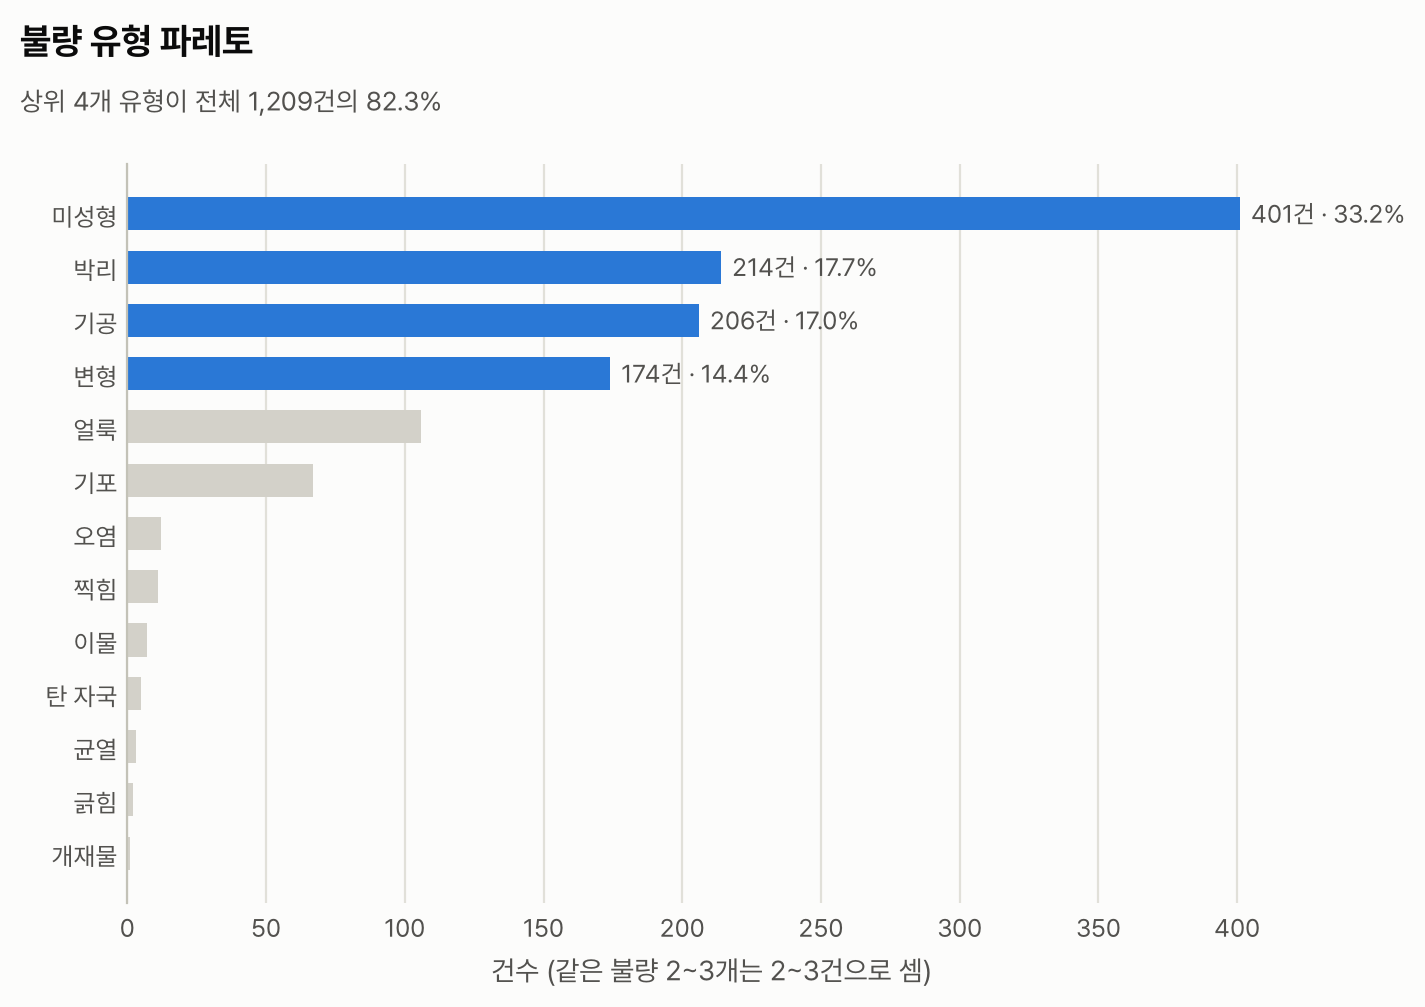 불량 유형 파레토
상위 4개 유형이 전체 1,209건의 82.3%
미성형 401건 · 33.2%
박리 214건 · 17.7%
기공 206건 · 17.0%
변형 174건 · 14.4%
얼룩
기포
오염
찍힘
이물
탄 자국
균열
긁힘
개재물
0 50 100 150 200 250 300 350 400
건수 (같은 불량 2~3개는 2~3건으로 셈)